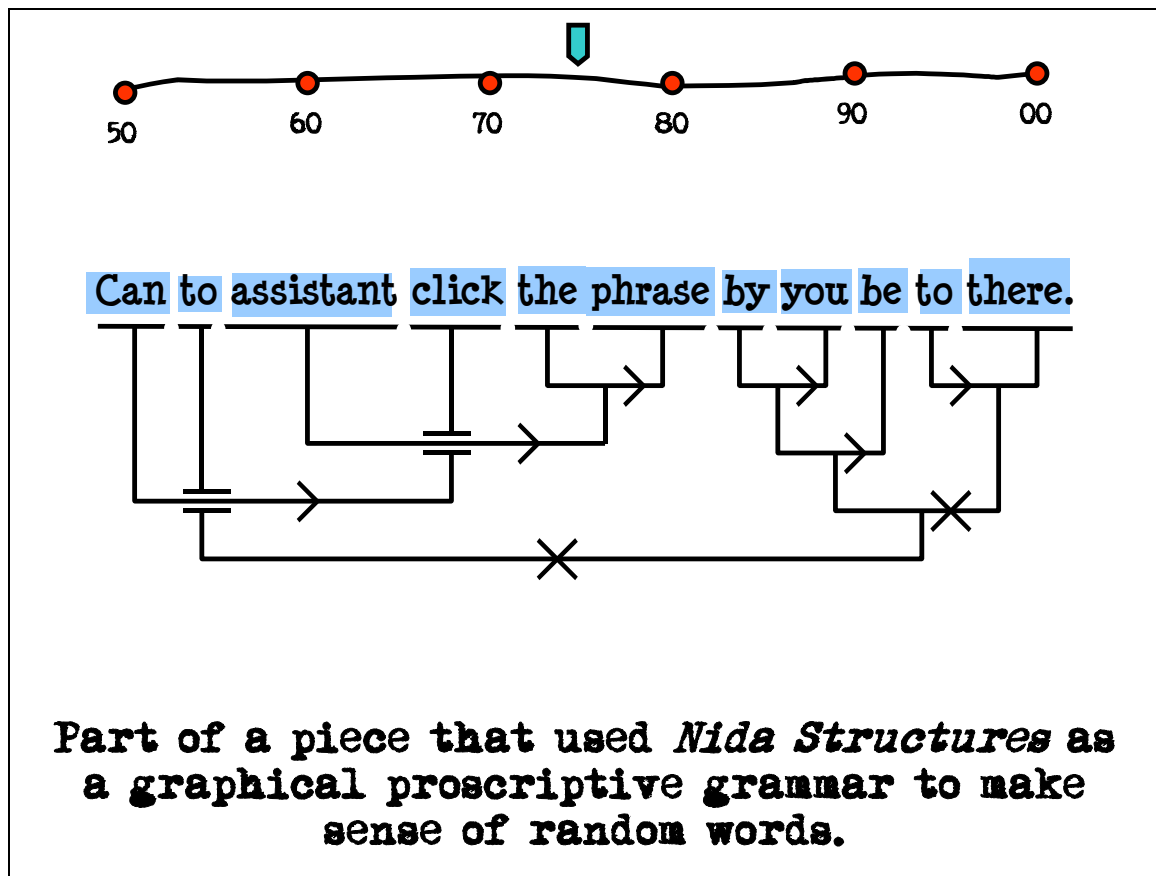 50 60 70 80 90 00
Can to assistant click the phrase by you be to there.
Part of a piece that used Nida Structures as
a graphical proscriptive grammar to make
sense of random words.